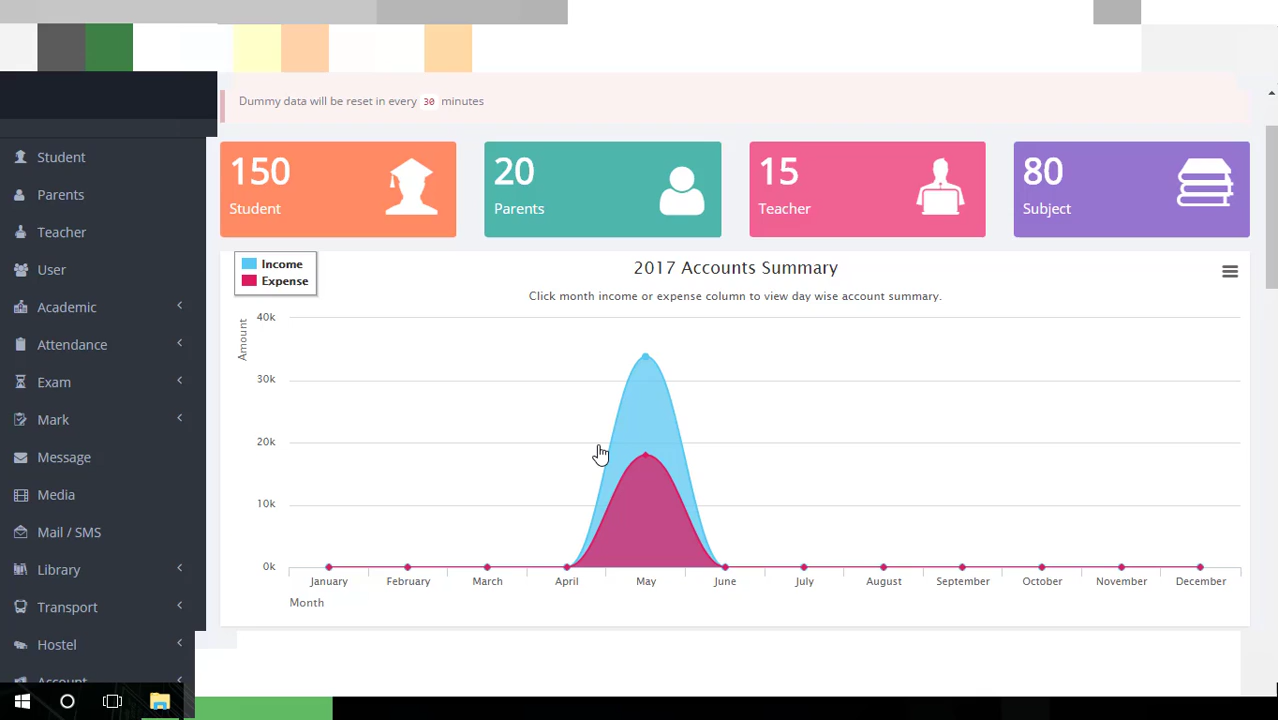 Dummy data will be reset in every 30 minutes
150
Student
20
Parents
15
Teacher
80
Subject
Student
Parents
Teacher
User
Academic
Attendance
Exam
Mark
Message
Media
Mail / SMS
Library
Transport
Hostel
Account
Income
Expense
2017 Accounts Summary
Click month income or expense column to view day wise account summary.
Amount
40k
30k
20k
10k
0k
January February March April May June July August September October November December
Month